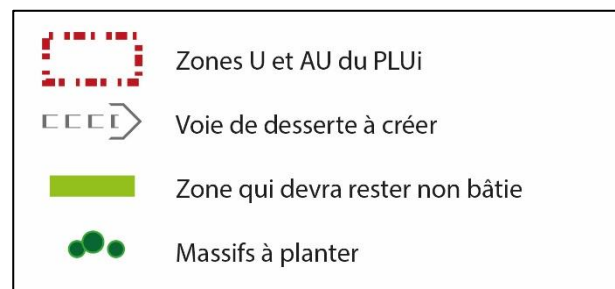 Zones U et AU du PLUi
Voie de desserte à créer
Zone qui devra rester non bâtie
Massifs à planter